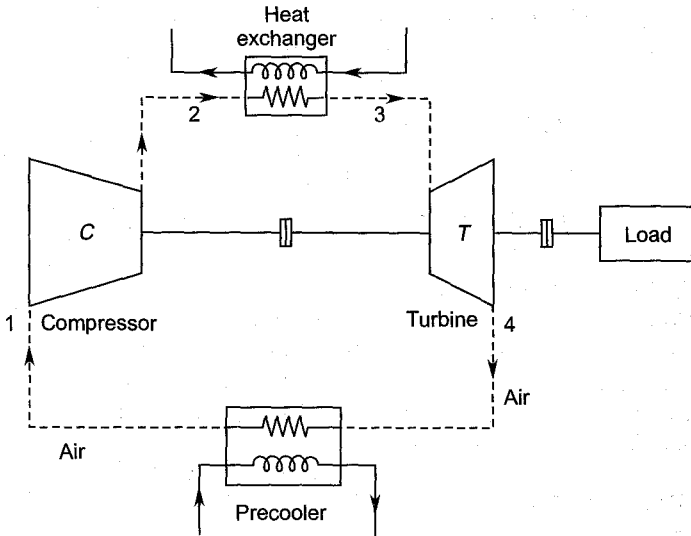 Heat
exchanger
2
3
C
T
Load
1
Compressor
Turbine
4
Air
Air
Precooler